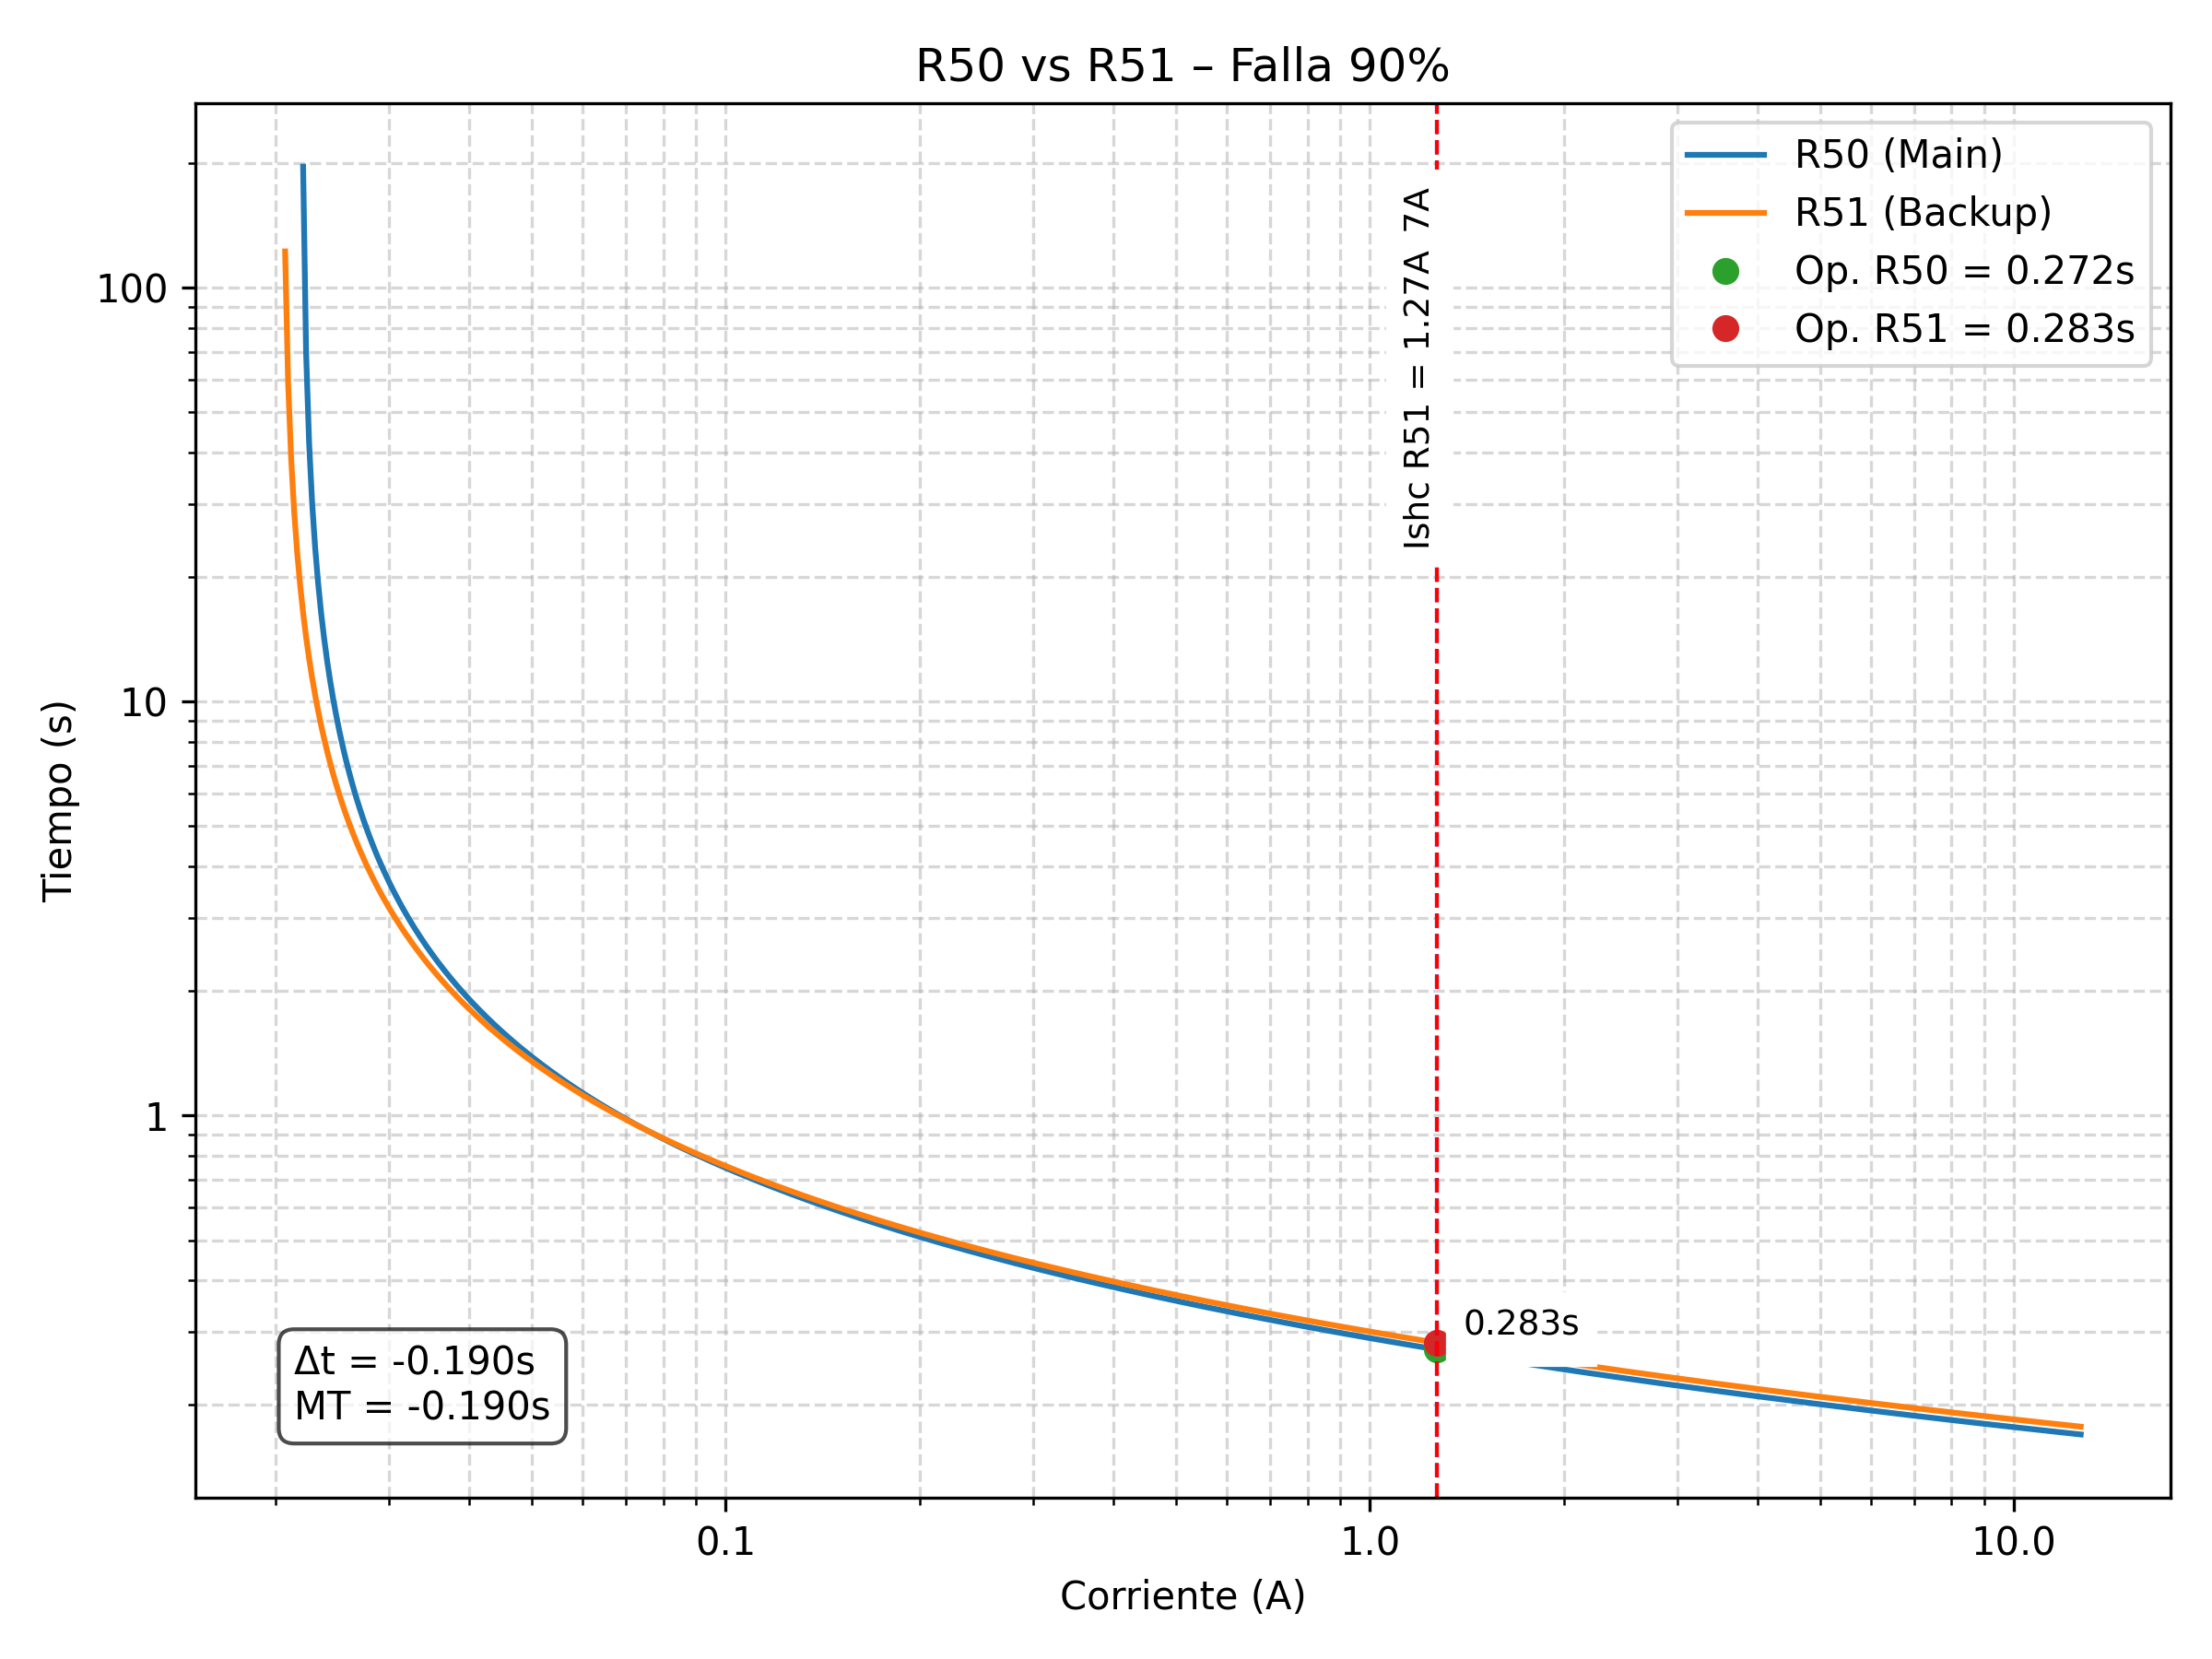 R50 vs R51 – Falla 90%
R50 (Main)
R51 (Backup)
Op. R50 = 0.272s
Op. R51 = 0.283s
Ishc R51 = 1.27A 7A
100
10
1
Tiempo (s)
0.283s
Δt = -0.190s
MT = -0.190s
0.1
1.0
10.0
Corriente (A)